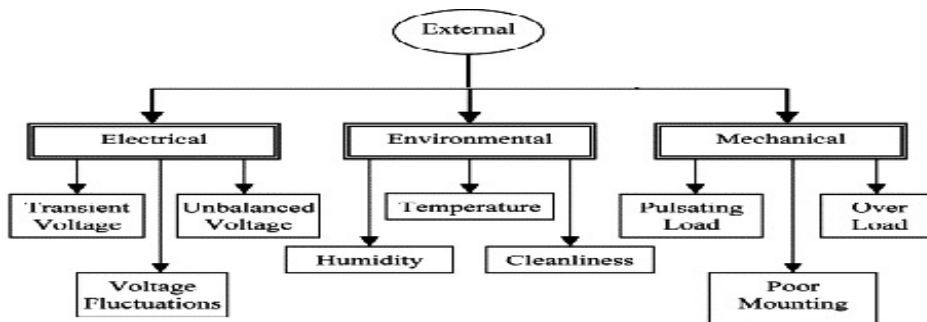 External
Electrical
Environmental
Mechanical
Transient
Voltage
Unbalanced
Voltage
Temperature
Pulsating
Load
Over
Load
Humidity
Cleanliness
Voltage
Fluctuations
Poor
Mounting